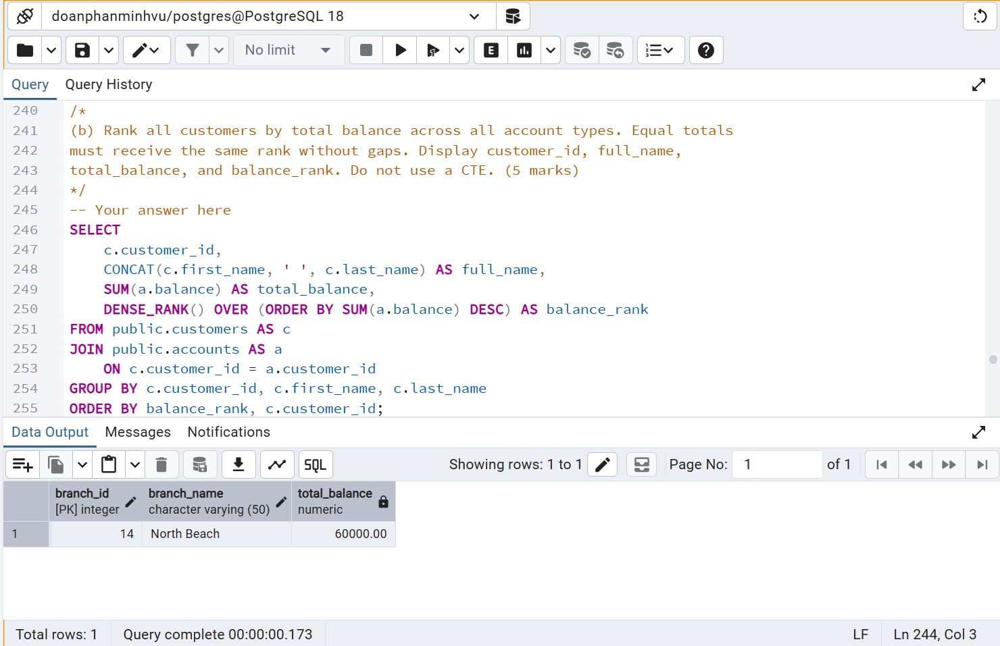 doanphanminhvu/postgres@PostgreSQL 18
No limit
Query Query History
240 /*
241 (b) Rank all customers by total balance across all account types. Equal totals
242 must receive the same rank without gaps. Display customer_id, full_name,
243 total_balance, and balance_rank. Do not use a CTE. (5 marks)
244 */
245 -- Your answer here
246 SELECT
247     c.customer_id,
248     CONCAT(c.first_name, ' ', c.last_name) AS full_name,
249     SUM(a.balance) AS total_balance,
250     DENSE_RANK() OVER (ORDER BY SUM(a.balance) DESC) AS balance_rank
251 FROM public.customers AS c
252 JOIN public.accounts AS a
253     ON c.customer_id = a.customer_id
254 GROUP BY c.customer_id, c.first_name, c.last_name
255 ORDER BY balance_rank, c.customer_id;
Data Output Messages Notifications
SQL Showing rows: 1 to 1 Page No: 1 of 1
branch_id branch_name total_balance
[PK] integer character varying (50) numeric
1 14 North Beach 60000.00
Total rows: 1 Query complete 00:00:00.173 LF Ln 244, Col 3